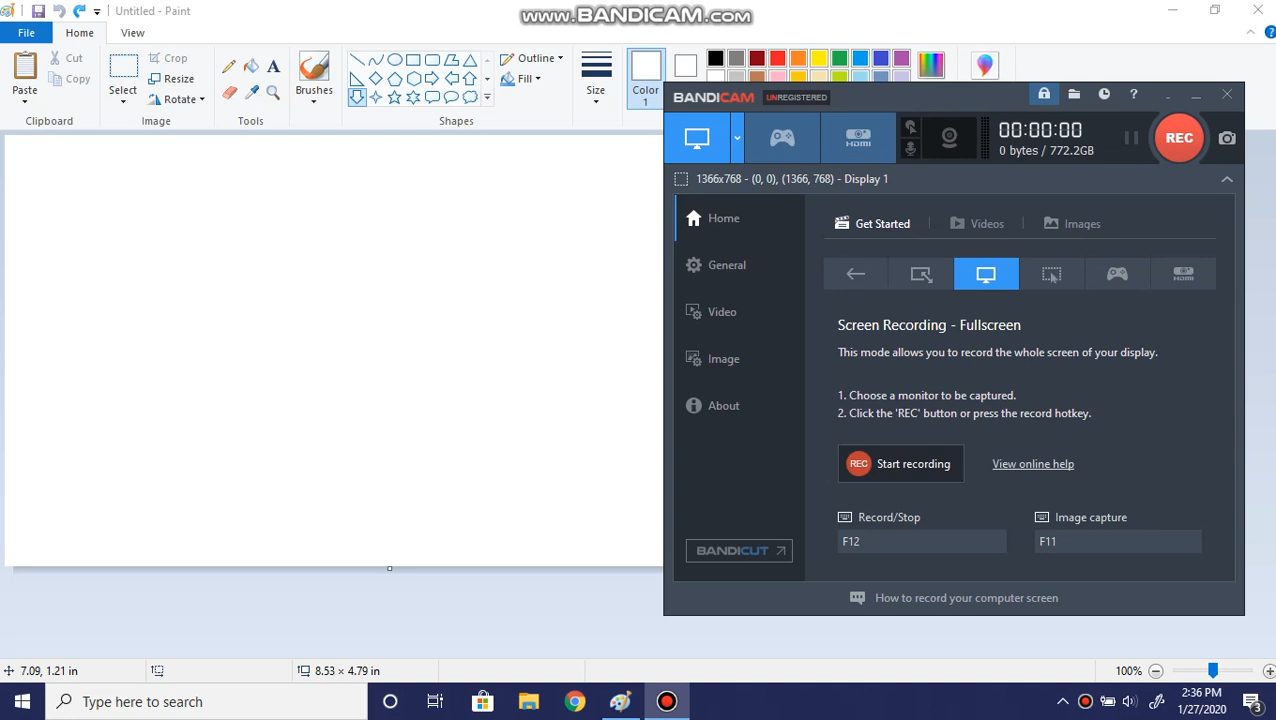 Untitled - Paint
www.BANDICAM.com
File
Home
View
Paste
Cut
Copy
Clipboard
Select
Crop
Resize
Rotate
Image
A
Tools
Brushes
Outline
Fill
Shapes
Size
Color
1
BANDICAM UNREGISTERED
?
HDMI
00:00:00
0 bytes / 772.2GB
REC
1366x768 - (0, 0), (1366, 768) - Display 1
Home
General
Video
Image
About
BANDICUT
Get Started
Videos
Images
HDMI
Screen Recording - Fullscreen
This mode allows you to record the whole screen of your display.
1. Choose a monitor to be captured.
2. Click the 'REC' button or press the record hotkey.
REC Start recording
View online help
Record/Stop
F12
Image capture
F11
How to record your computer screen
7.09, 1.21 in
8.53 × 4.79 in
100%
Type here to search
2:36 PM
1/27/2020
3